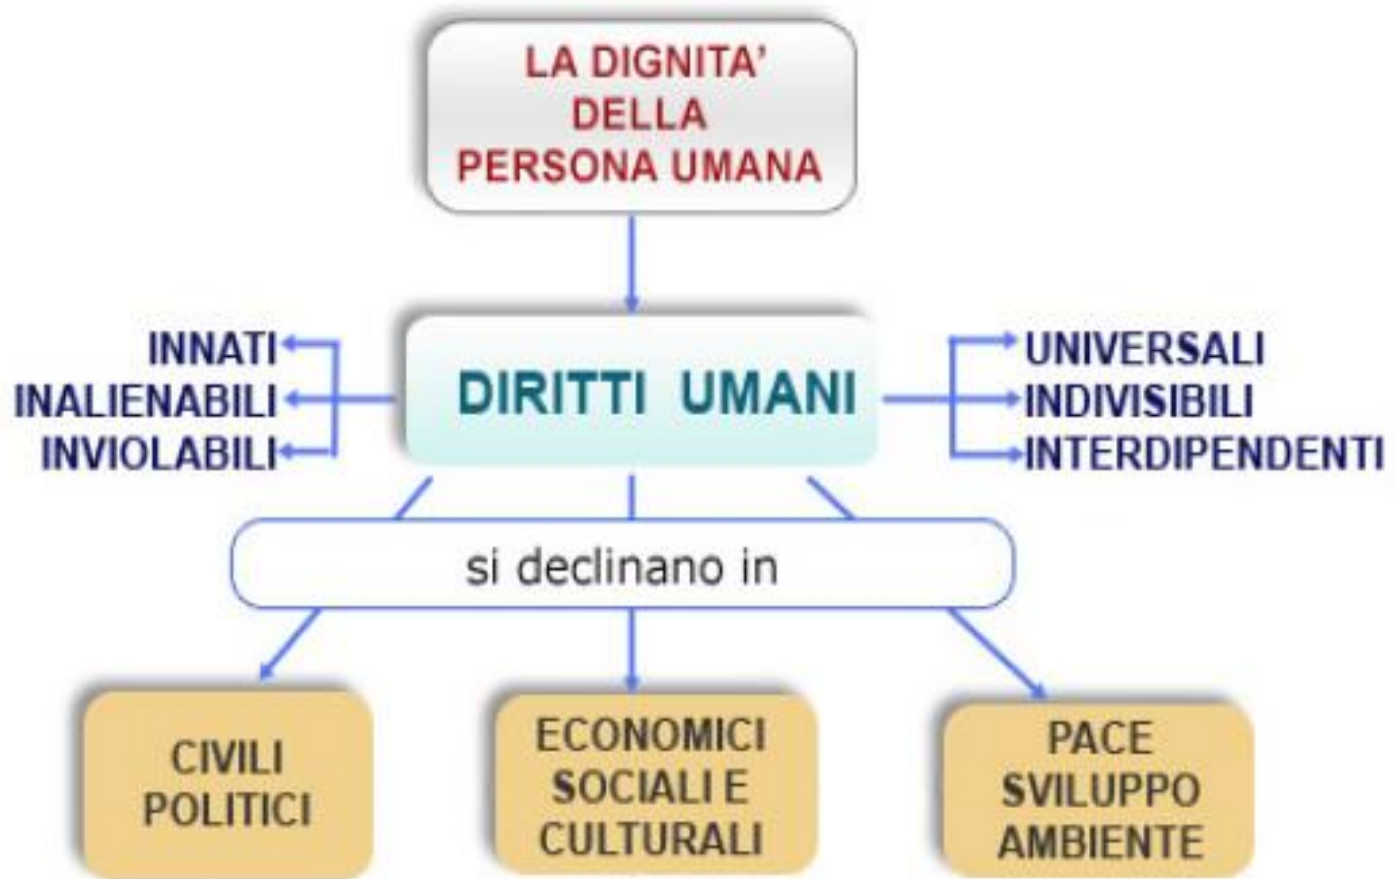 LA DIGNITA'
DELLA
PERSONA UMANA
INNATI
INALIENABILI
INVIOLABILI
DIRITTI UMANI
UNIVERSALI
INDIVISIBILI
INTERDIPENDENTI
si declinano in
CIVILI
POLITICI
ECONOMICI
SOCIALI E
CULTURALI
PACE
SVILUPPO
AMBIENTE